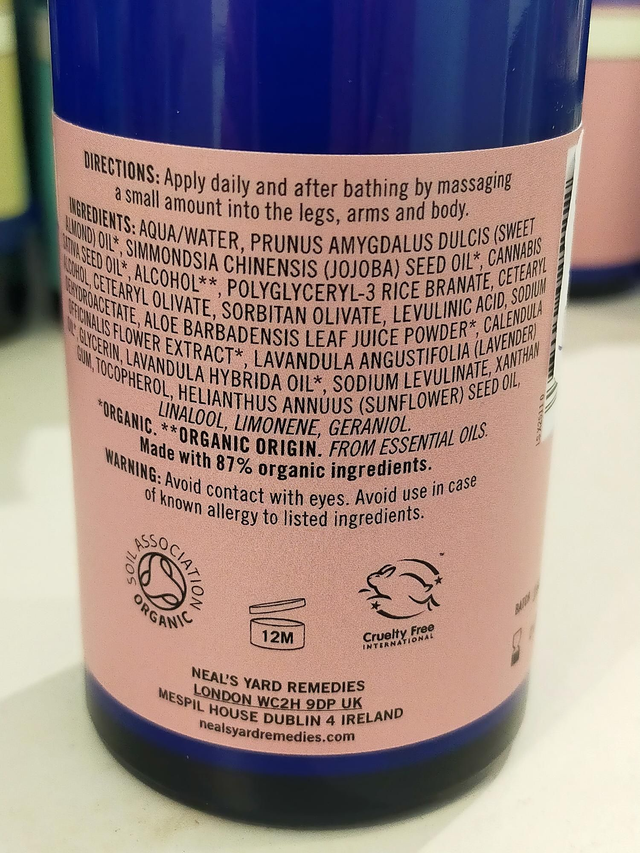 DIRECTIONS: Apply daily and after bathing by massaging
a small amount into the legs, arms and body.
INGREDIENTS: AQUA/WATER, PRUNUS AMYGDALUS DULCIS (SWEET
ALMOND) OIL*, SIMMONDSIA CHINENSIS (JOJOBA) SEED OIL*, CANNABIS
SATIVA SEED OIL*, ALCOHOL**, POLYGLYCERYL-3 RICE BRANATE, CETEARYL
ALCOHOL, CETEARYL OLIVATE, SORBITAN OLIVATE, LEVULINIC ACID, SODIUM
DEHYDROACETATE, ALOE BARBADENSIS LEAF JUICE POWDER*, CALENDULA
OFFICINALIS FLOWER EXTRACT*, LAVANDULA ANGUSTIFOLIA (LAVENDER)
OIL* GLYCERIN, LAVANDULA HYBRIDA OIL*, SODIUM LEVULINATE, XANTHAN
GUM, TOCOPHEROL, HELIANTHUS ANNUUS (SUNFLOWER) SEED OIL,
LINALOOL, LIMONENE, GERANIOL.
*ORGANIC. **ORGANIC ORIGIN. FROM ESSENTIAL OILS.
Made with 87% organic ingredients.
WARNING: Avoid contact with eyes. Avoid use in case
of known allergy to listed ingredients.
SOIL ASSOCIATION
ORGANIC
12M
Cruelty Free
INTERNATIONAL
™
BATCH
NEAL'S YARD REMEDIES
LONDON WC2H 9DP UK
MESPIL HOUSE DUBLIN 4 IRELAND
nealsyardremedies.com